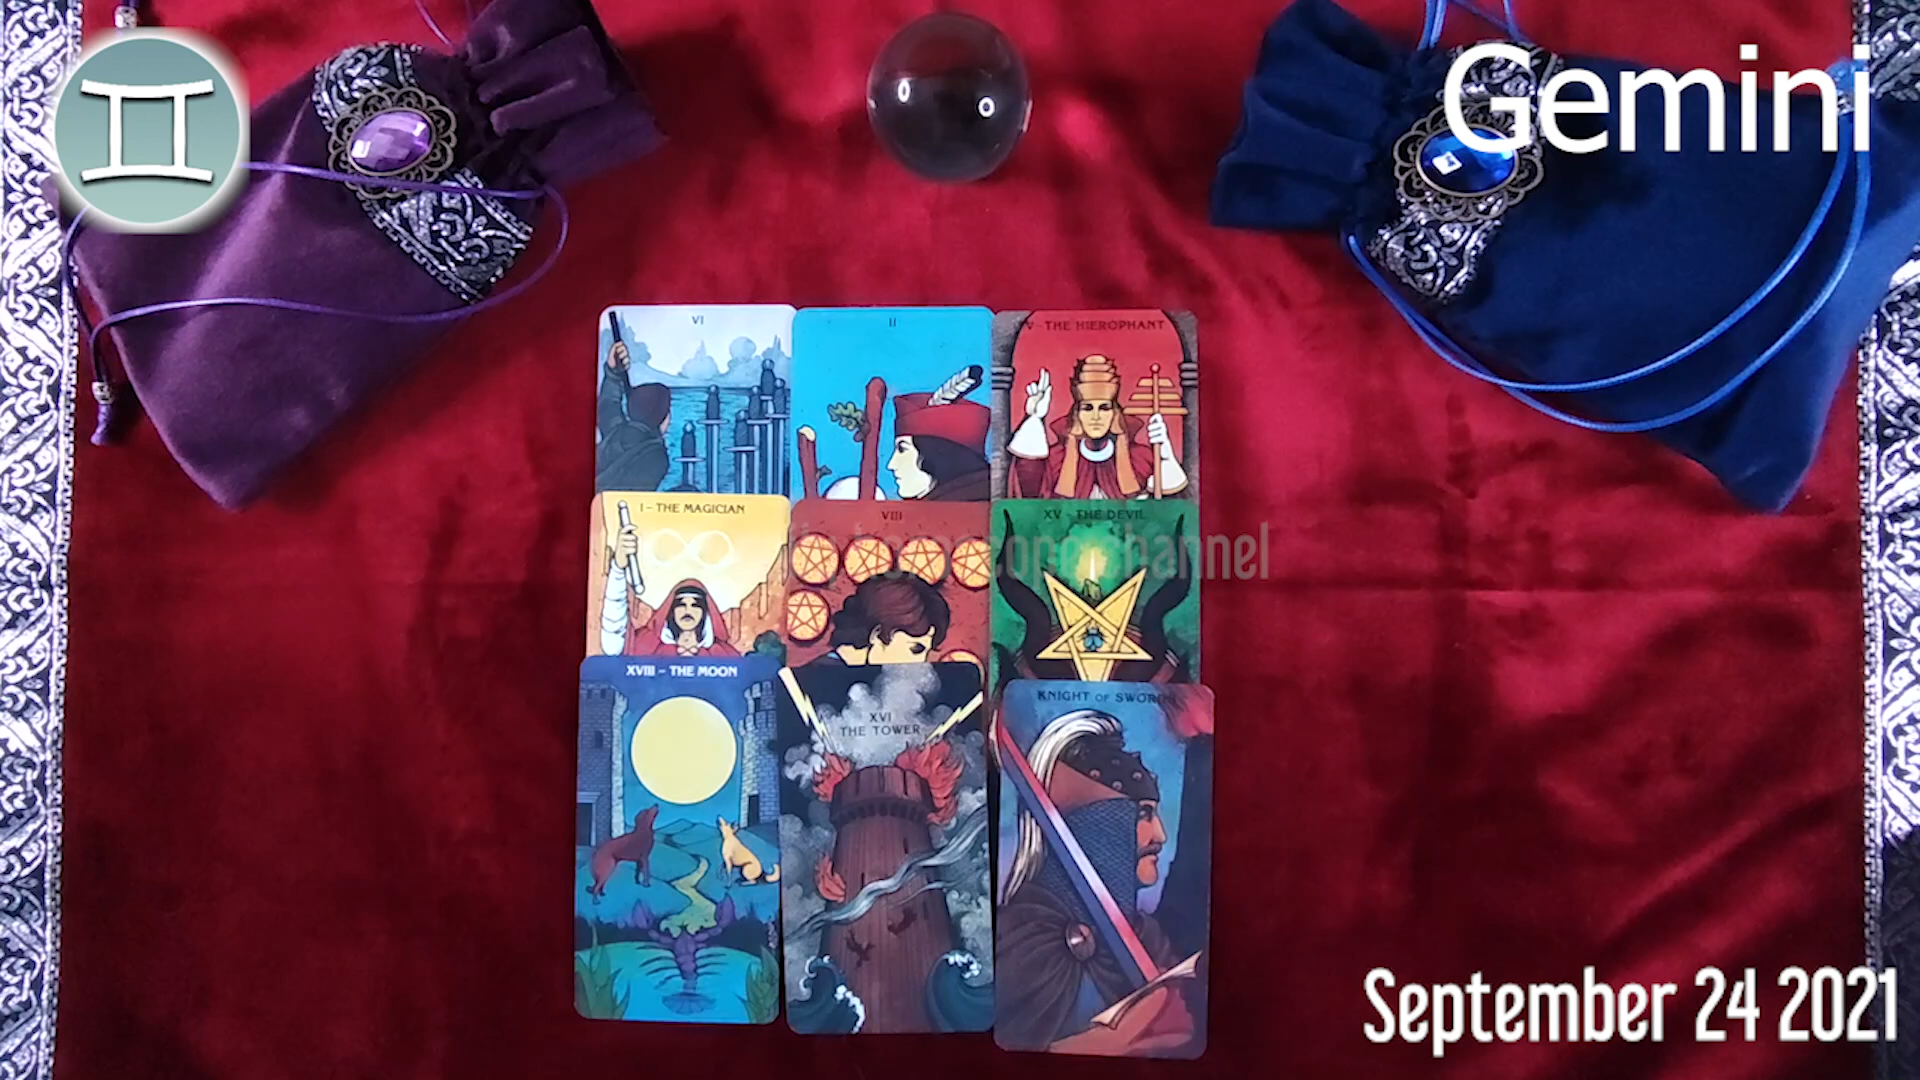 Gemini
VI
II
V - THE HIEROPHANT
I - THE MAGICIAN
VIII
XV - THE DEVIL
channel
XVIII - THE MOON
XVI
THE TOWER
KNIGHT OF SWORDS
September 24 2021